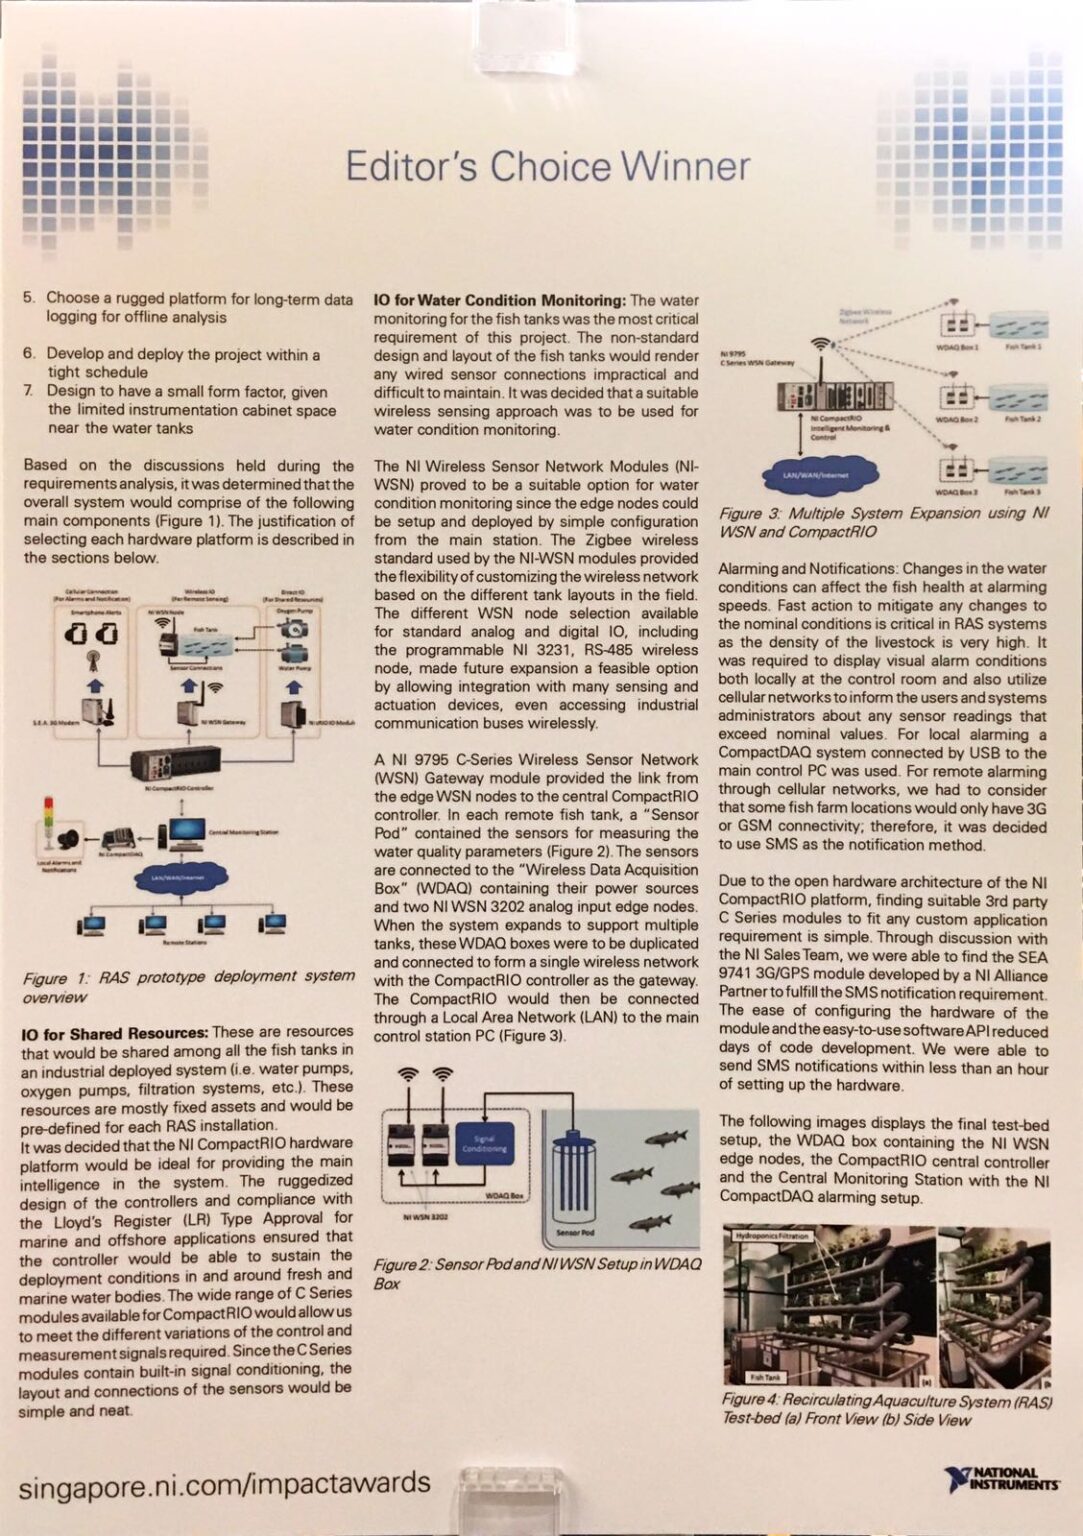 Editor's Choice Winner
5. Choose a rugged platform for long-term data
logging for offline analysis
6. Develop and deploy the project within a
tight schedule
7. Design to have a small form factor, given
the limited instrumentation cabinet space
near the water tanks
Based on the discussions held during the
requirements analysis, it was determined that the
overall system would comprise of the following
main components (Figure 1). The justification of
selecting each hardware platform is described in
the sections below.
Cellular Connection
(For Alarms and Notification)
Wireless IO
(For Remote Sensing)
Direct IO
(For Shared Resources)
Smartphone Alerts
NI WSN Node
Fish Tank
Oxygen Pump
Sensor Connections
Water Pump
S.E.A. 3G Modem
NI WSN Gateway
NI CompactRIO Controller
Central Monitoring Station
NI CompactDAQ
Local Alarms and
Notifications
LAN/WAN/Internet
Remote Stations
Figure 1: RAS prototype deployment system
overview
IO for Shared Resources: These are resources
that would be shared among all the fish tanks in
an industrial deployed system (i.e. water pumps,
oxygen pumps, filtration systems, etc.). These
resources are mostly fixed assets and would be
pre-defined for each RAS installation.
It was decided that the NI CompactRIO hardware
platform would be ideal for providing the main
intelligence in the system. The ruggedized
design of the controllers and compliance with
the Lloyd's Register (LR) Type Approval for
marine and offshore applications ensured that
the controller would be able to sustain the
deployment conditions in and around fresh and
marine water bodies. The wide range of C Series
modules available for CompactRIO would allow us
to meet the different variations of the control and
measurement signals required. Since the C Series
modules contain built-in signal conditioning, the
layout and connections of the sensors would be
simple and neat.
IO for Water Condition Monitoring: The water
monitoring for the fish tanks was the most critical
requirement of this project. The non-standard
design and layout of the fish tanks would render
any wired sensor connections impractical and
difficult to maintain. It was decided that a suitable
wireless sensing approach was to be used for
water condition monitoring.
The NI Wireless Sensor Network Modules (NI-
WSN) proved to be a suitable option for water
condition monitoring since the edge nodes could
be setup and deployed by simple configuration
from the main station. The Zigbee wireless
standard used by the NI-WSN modules provided
the flexibility of customizing the wireless network
based on the different tank layouts in the field.
The different WSN node selection available
for standard analog and digital IO, including
the programmable NI 3231, RS-485 wireless
node, made future expansion a feasible option
by allowing integration with many sensing and
actuation devices, even accessing industrial
communication buses wirelessly.
A NI 9795 C-Series Wireless Sensor Network
(WSN) Gateway module provided the link from
the edge WSN nodes to the central CompactRIO
controller. In each remote fish tank, a "Sensor
Pod" contained the sensors for measuring the
water quality parameters (Figure 2). The sensors
are connected to the "Wireless Data Acquisition
Box" (WDAQ) containing their power sources
and two NI WSN 3202 analog input edge nodes.
When the system expands to support multiple
tanks, these WDAQ boxes were to be duplicated
and connected to form a single wireless network
with the CompactRIO controller as the gateway.
The CompactRIO would then be connected
through a Local Area Network (LAN) to the main
control station PC (Figure 3).
Signal
Conditioning
WDAQ Box
NI WSN 3202
Sensor Pod
Figure 2: Sensor Pod and NI WSN Setup in WDAQ
Box
Zigbee Wireless
Network
NI 9795
C Series WSN Gateway
WDAQ Box 1
Fish Tank 1
NI CompactRIO
Intelligent Monitoring &
Control
WDAQ Box 2
Fish Tank 2
LAN/WAN/Internet
WDAQ Box 3
Fish Tank 3
Figure 3: Multiple System Expansion using NI
WSN and CompactRIO
Alarming and Notifications: Changes in the water
conditions can affect the fish health at alarming
speeds. Fast action to mitigate any changes to
the nominal conditions is critical in RAS systems
as the density of the livestock is very high. It
was required to display visual alarm conditions
both locally at the control room and also utilize
cellular networks to inform the users and systems
administrators about any sensor readings that
exceed nominal values. For local alarming a
CompactDAQ system connected by USB to the
main control PC was used. For remote alarming
through cellular networks, we had to consider
that some fish farm locations would only have 3G
or GSM connectivity; therefore, it was decided
to use SMS as the notification method.
Due to the open hardware architecture of the NI
CompactRIO platform, finding suitable 3rd party
C Series modules to fit any custom application
requirement is simple. Through discussion with
the NI Sales Team, we were able to find the SEA
9741 3G/GPS module developed by a NI Alliance
Partner to fulfill the SMS notification requirement.
The ease of configuring the hardware of the
module and the easy-to-use software API reduced
days of code development. We were able to
send SMS notifications within less than an hour
of setting up the hardware.
The following images displays the final test-bed
setup, the WDAQ box containing the NI WSN
edge nodes, the CompactRIO central controller
and the Central Monitoring Station with the NI
CompactDAQ alarming setup.
Hydroponics Filtration
Fish Tank
(a)
Figure 4: Recirculating Aquaculture System (RAS)
Test-bed (a) Front View (b) Side View
singapore.ni.com/impactawards
NATIONAL
INSTRUMENTS